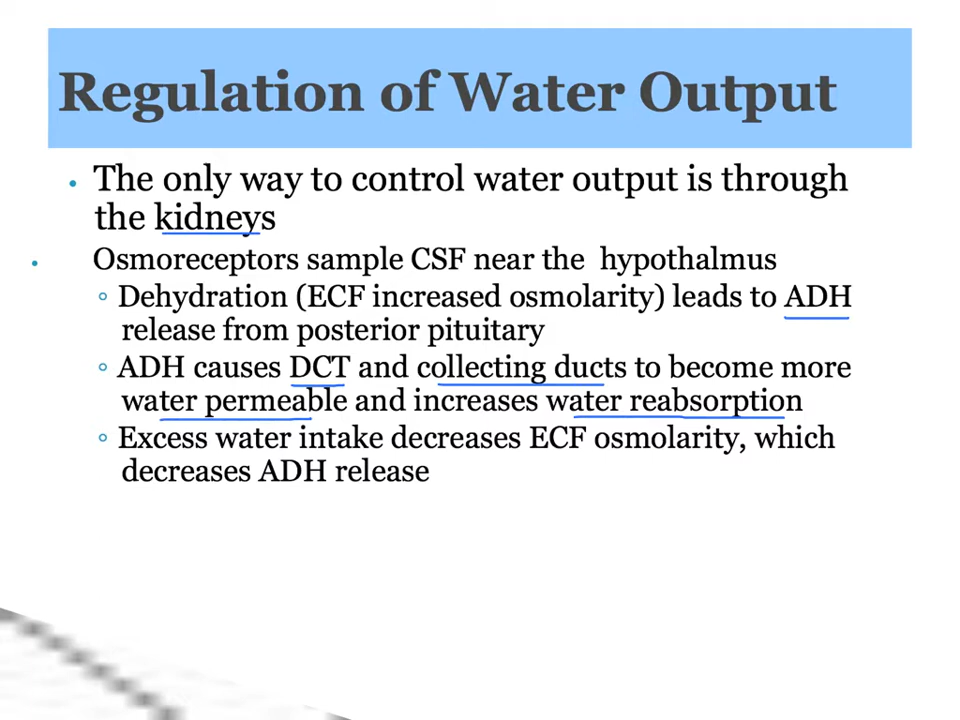 Regulation of Water Output
• The only way to control water output is through
the kidneys
• Osmoreceptors sample CSF near the hypothalmus
◦ Dehydration (ECF increased osmolarity) leads to ADH
release from posterior pituitary
◦ ADH causes DCT and collecting ducts to become more
water permeable and increases water reabsorption
◦ Excess water intake decreases ECF osmolarity, which
decreases ADH release